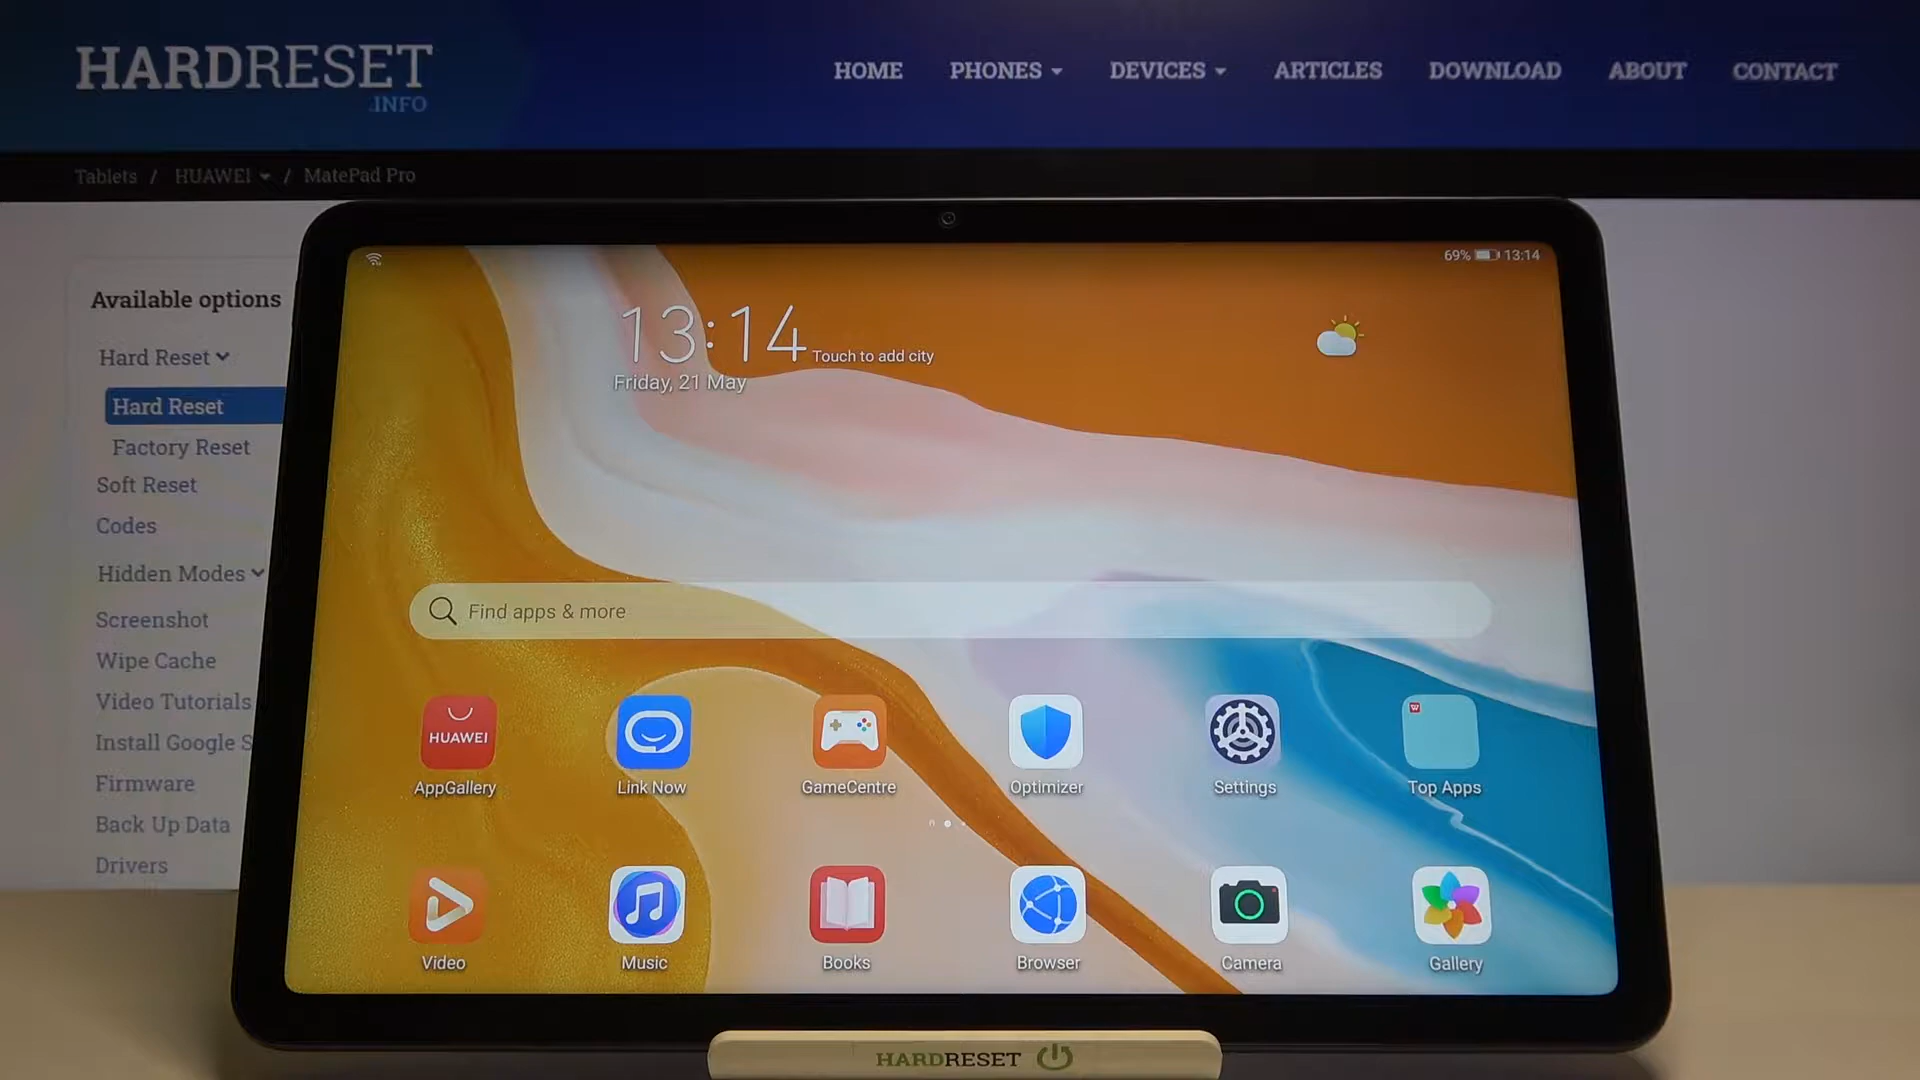 HARDRESET
.INFO
HOME PHONES DEVICES ARTICLES DOWNLOAD ABOUT CONTACT
Tablets / HUAWEI / MatePad Pro
Available options
Hard Reset
Hard Reset
Factory Reset
Soft Reset
Codes
Hidden Modes
Screenshot
Wipe Cache
Video Tutorials
Install Google S
Firmware
Back Up Data
Drivers
69% 13:14
13:14 Touch to add city
Friday, 21 May
Find apps & more
HUAWEI
AppGallery Link Now GameCentre Optimizer Settings Top Apps
Video Music Books Browser Camera Gallery
HARDRESET